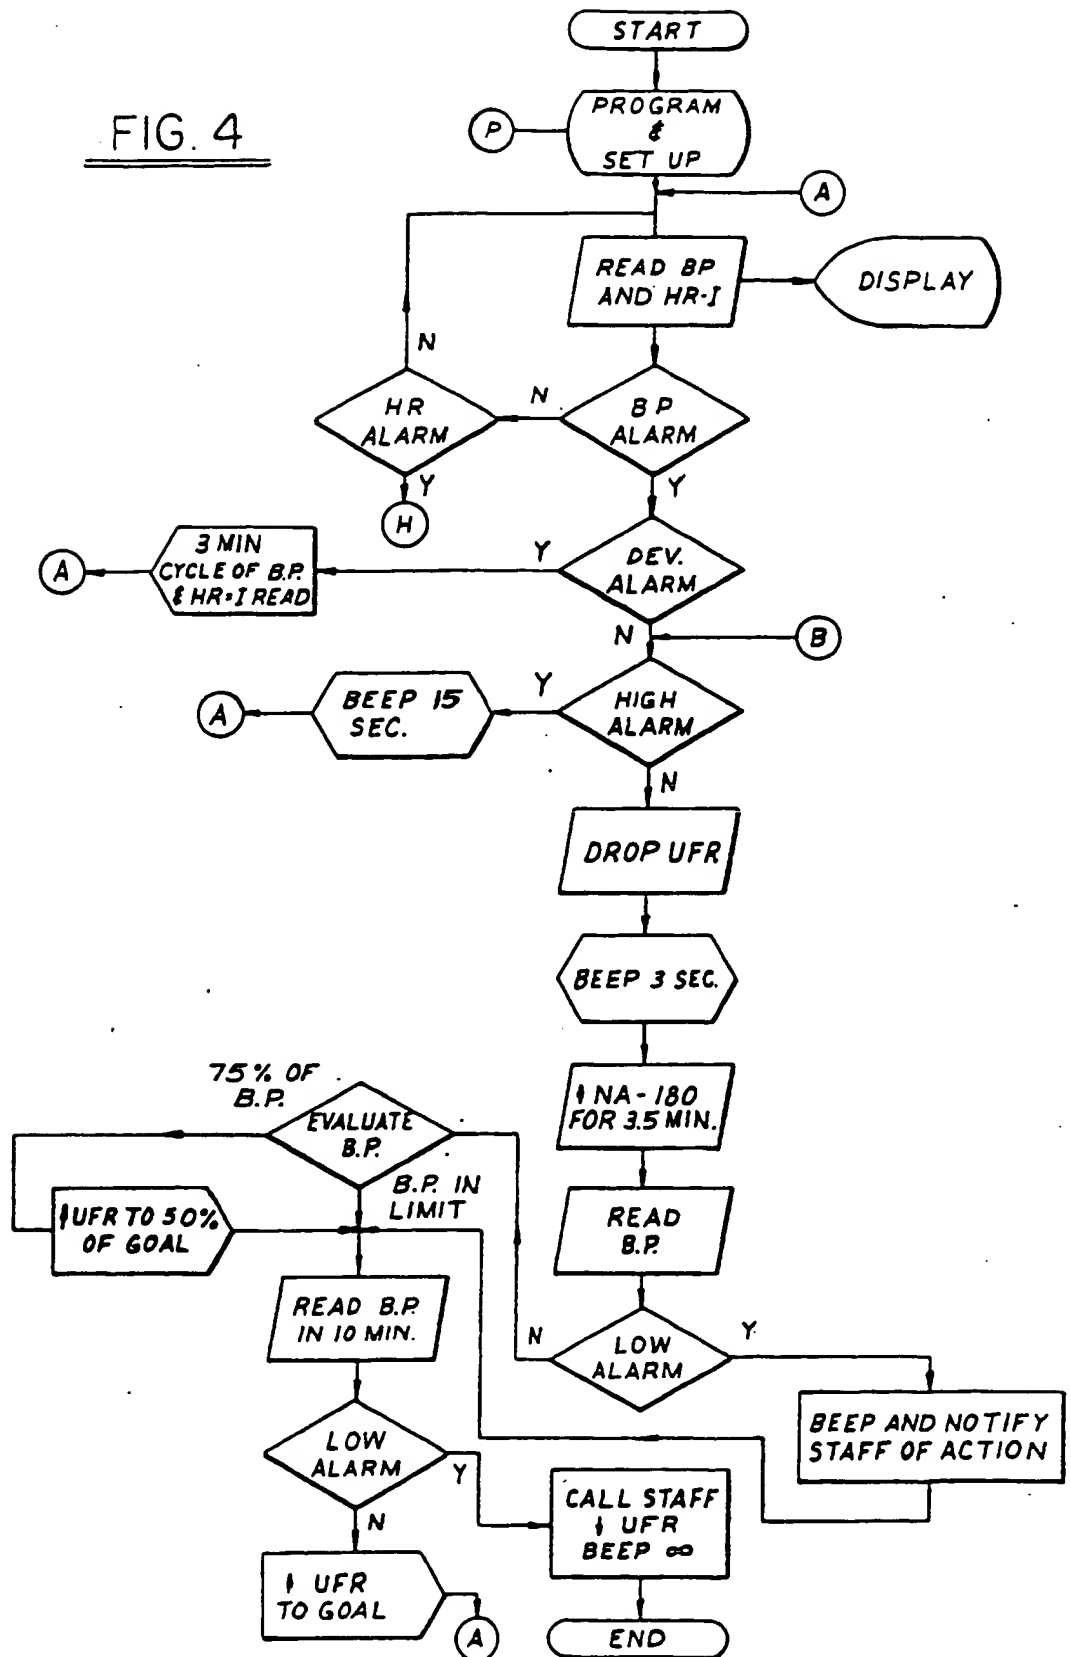 FIG. 4
START
P
PROGRAM
&
SET UP
A
READ BP
AND HR-I
DISPLAY
N
HR
ALARM
N
BP
ALARM
Y
H
Y
A
3 MIN
CYCLE OF B.P.
& HR=I READ
Y
DEV.
ALARM
N
B
A
BEEP 15
SEC.
Y
HIGH
ALARM
N
DROP UFR
BEEP 3 SEC.
↑ NA-180
FOR 3.5 MIN.
75% OF
B.P.
EVALUATE
B.P.
B.P. IN
LIMIT
↑ UFR TO 50%
OF GOAL
READ
B.P.
READ B.P.
IN 10 MIN.
N
LOW
ALARM
Y
BEEP AND NOTIFY
STAFF OF ACTION
LOW
ALARM
Y
N
CALL STAFF
↓ UFR
BEEP ∞
↑ UFR
TO GOAL
A
END